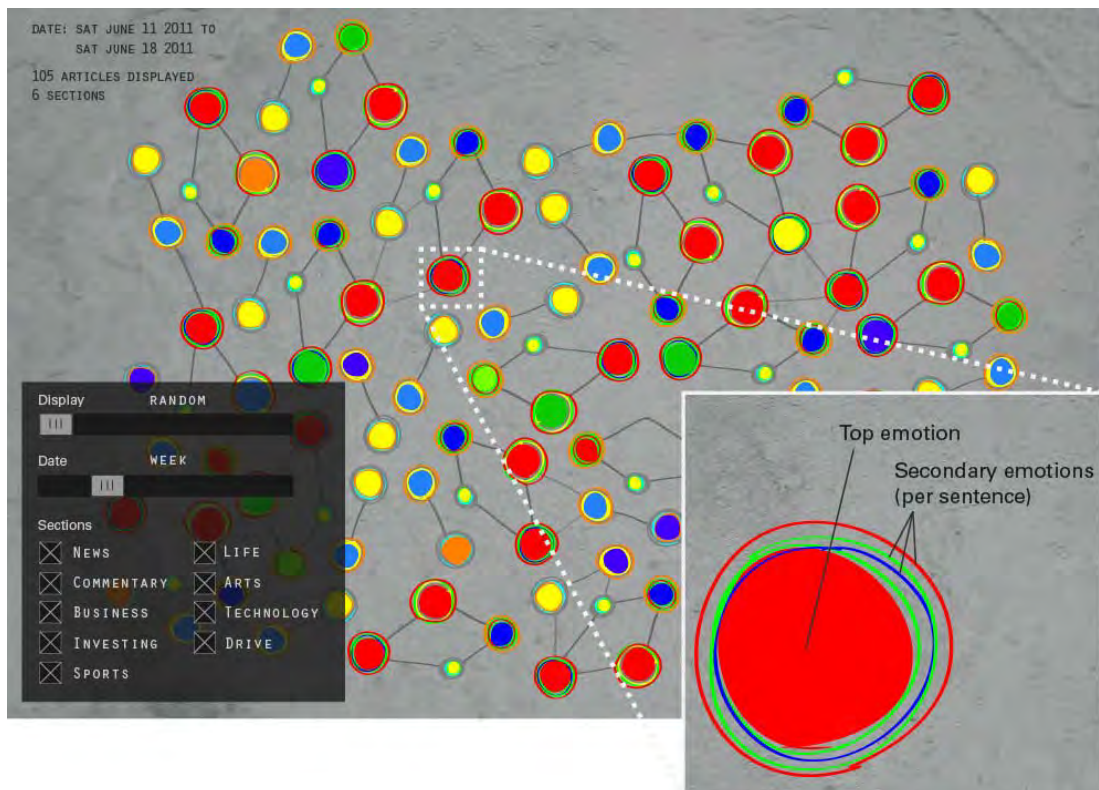 DATE: SAT JUNE 11 2011 TO
SAT JUNE 18 2011
105 ARTICLES DISPLAYED
6 SECTIONS
Display RANDOM
Date WEEK
Sections
NEWS LIFE
COMMENTARY ARTS
BUSINESS TECHNOLOGY
INVESTING DRIVE
SPORTS
Top emotion
Secondary emotions
(per sentence)